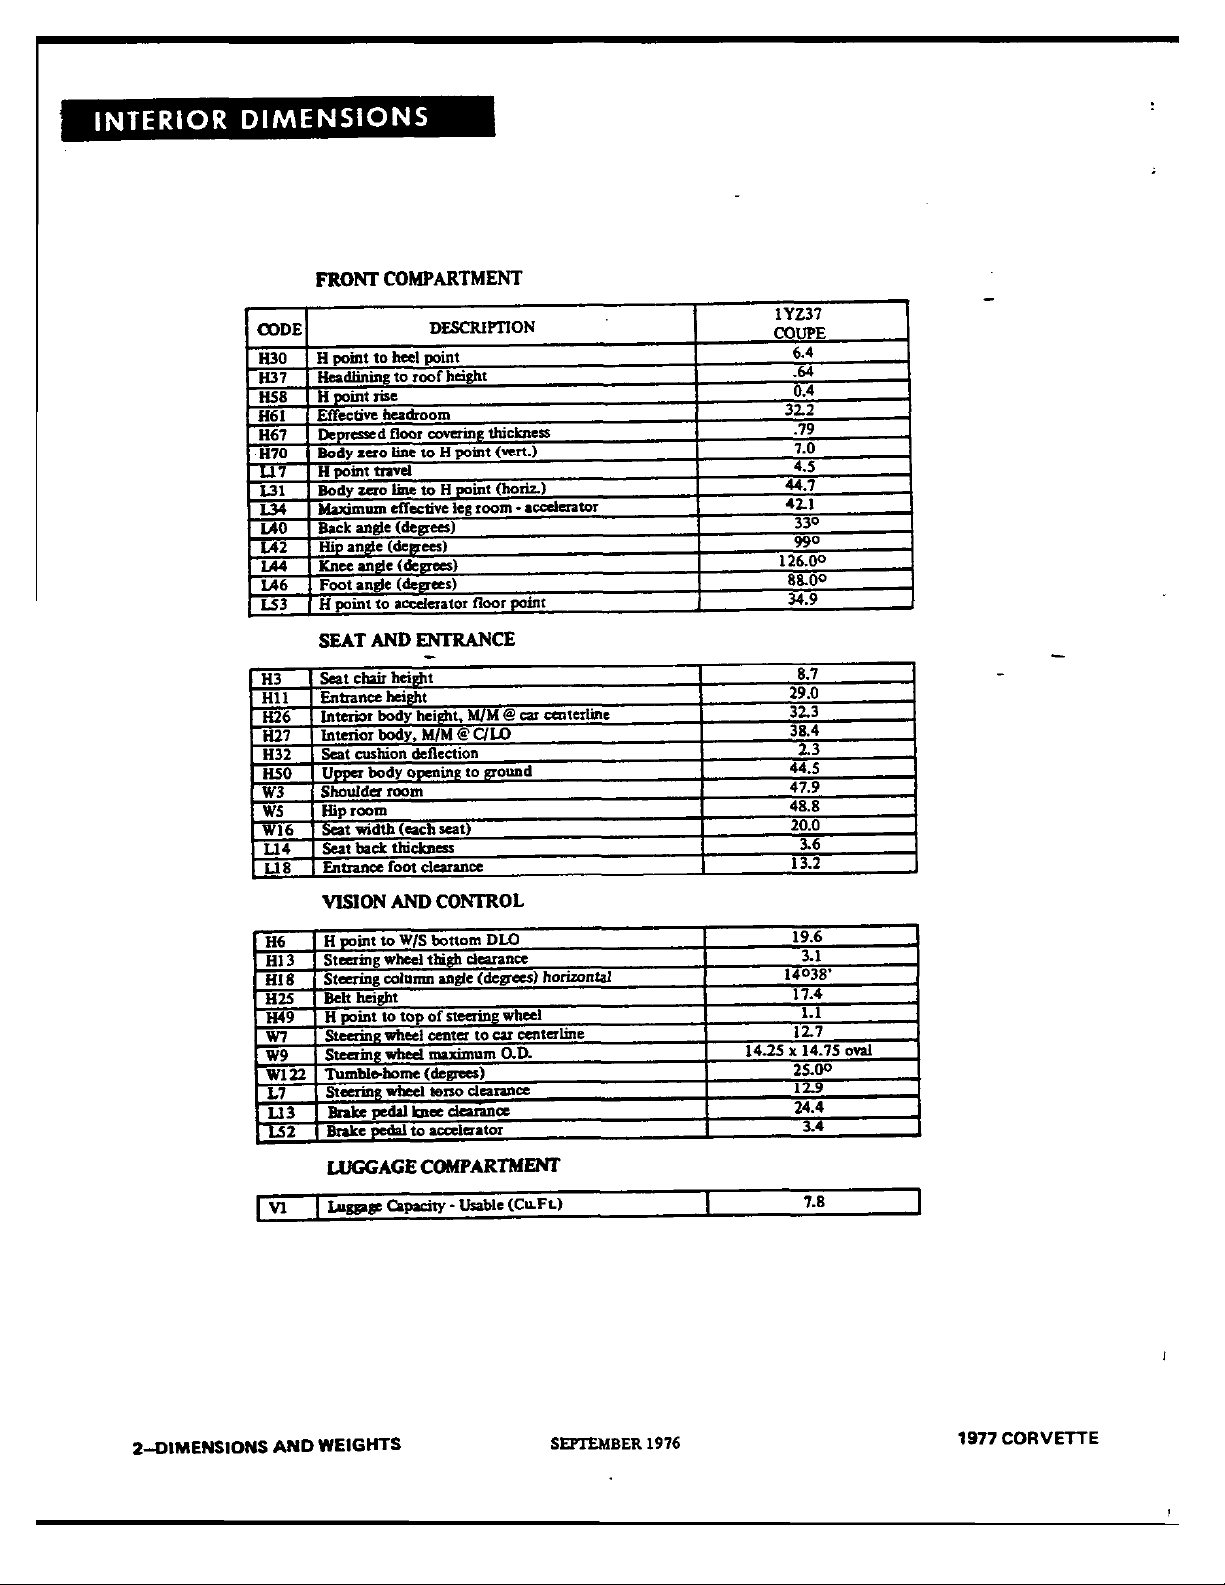 INTERIOR DIMENSIONS
FRONT COMPARTMENT
CODE DESCRIPTION 1YZ37 COUPE
H30 H point to heel point 6.4
H37 Headlining to roof height .64
H58 H point rise 0.4
H61 Effective headroom 32.2
H67 Depressed floor covering thickness .79
H70 Body zero line to H point (vert.) 7.0
L17 H point travel 4.5
L31 Body zero line to H point (horiz.) 44.7
L34 Maximum effective leg room - accelerator 42.1
L40 Back angle (degrees) 33°
L42 Hip angle (degrees) 99°
L44 Knee angle (degrees) 126.0°
L46 Foot angle (degrees) 88.0°
L53 H point to accelerator floor point 34.9
SEAT AND ENTRANCE
H3 Seat chair height 8.7
H11 Entrance height 29.0
H26 Interior body height, M/M @ car centerline 32.3
H27 Interior body, M/M @ C/LO 38.4
H32 Seat cushion deflection 2.3
H50 Upper body opening to ground 44.5
W3 Shoulder room 47.9
W5 Hip room 48.8
W16 Seat width (each seat) 20.0
L14 Seat back thickness 3.6
L18 Entrance foot clearance 13.2
VISION AND CONTROL
H6 H point to W/S bottom DLO 19.6
H13 Steering wheel thigh clearance 3.1
H18 Steering column angle (degrees) horizontal 14°38'
H25 Belt height 17.4
H49 H point to top of steering wheel 1.1
W7 Steering wheel center to car centerline 12.7
W9 Steering wheel maximum O.D. 14.25 x 14.75 oval
W122 Tumble-home (degrees) 25.0°
L7 Steering wheel torso clearance 12.9
L13 Brake pedal knee clearance 24.4
L52 Brake pedal to accelerator 3.4
LUGGAGE COMPARTMENT
V1 Luggage Capacity - Usable (Cu.Ft.) 7.8
2—DIMENSIONS AND WEIGHTS SEPTEMBER 1976 1977 CORVETTE